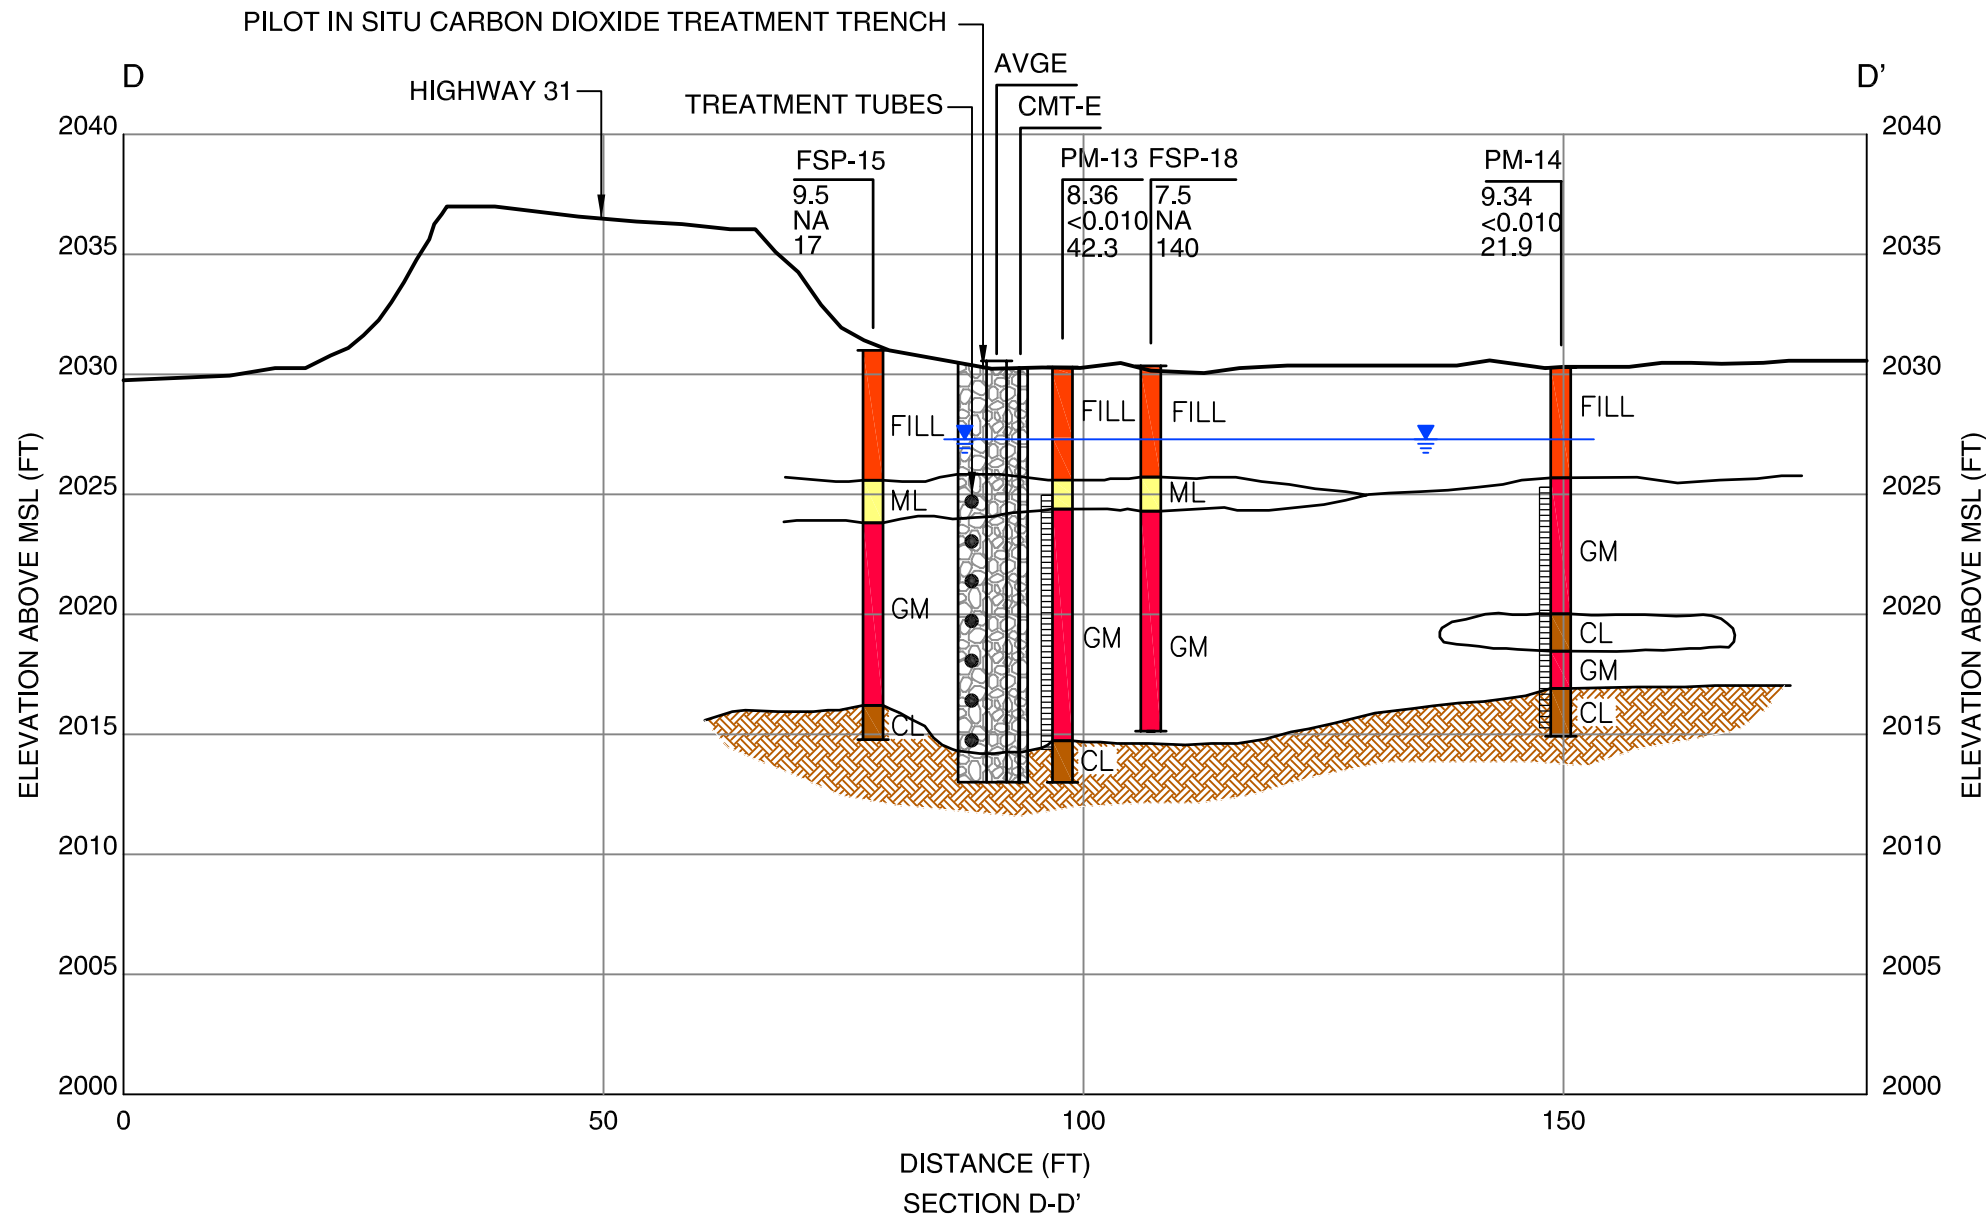 PILOT IN SITU CARBON DIOXIDE TREATMENT TRENCH
D
AVGE
D'
HIGHWAY 31
TREATMENT TUBES
CMT-E
2040
2040
FSP-15
9.5
NA
17
PM-13
8.36
<0.010
42.3
FSP-18
7.5
NA
140
PM-14
9.34
<0.010
21.9
2035
2035
2030
2030
FILL
FILL
FILL
FILL
2025
2025
ML
ML
GM
GM
GM
GM
2020
2020
CL
GM
CL
2015
2015
CL
CL
2010
2010
2005
2005
2000
2000
ELEVATION ABOVE MSL (FT)
ELEVATION ABOVE MSL (FT)
0
50
100
150
DISTANCE (FT)
SECTION D-D'